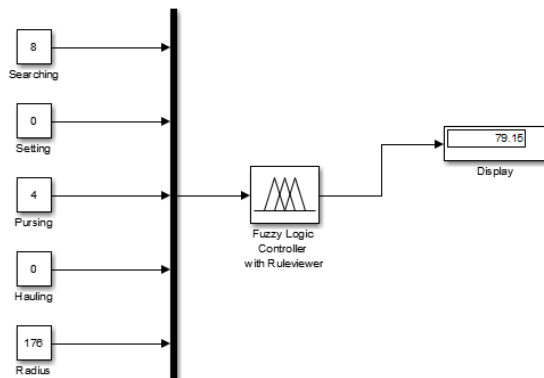 8
Searching
0
Setting
4
Pursing
0
Hauling
176
Radius
Fuzzy Logic
Controller
with Ruleviewer
79.15
Display